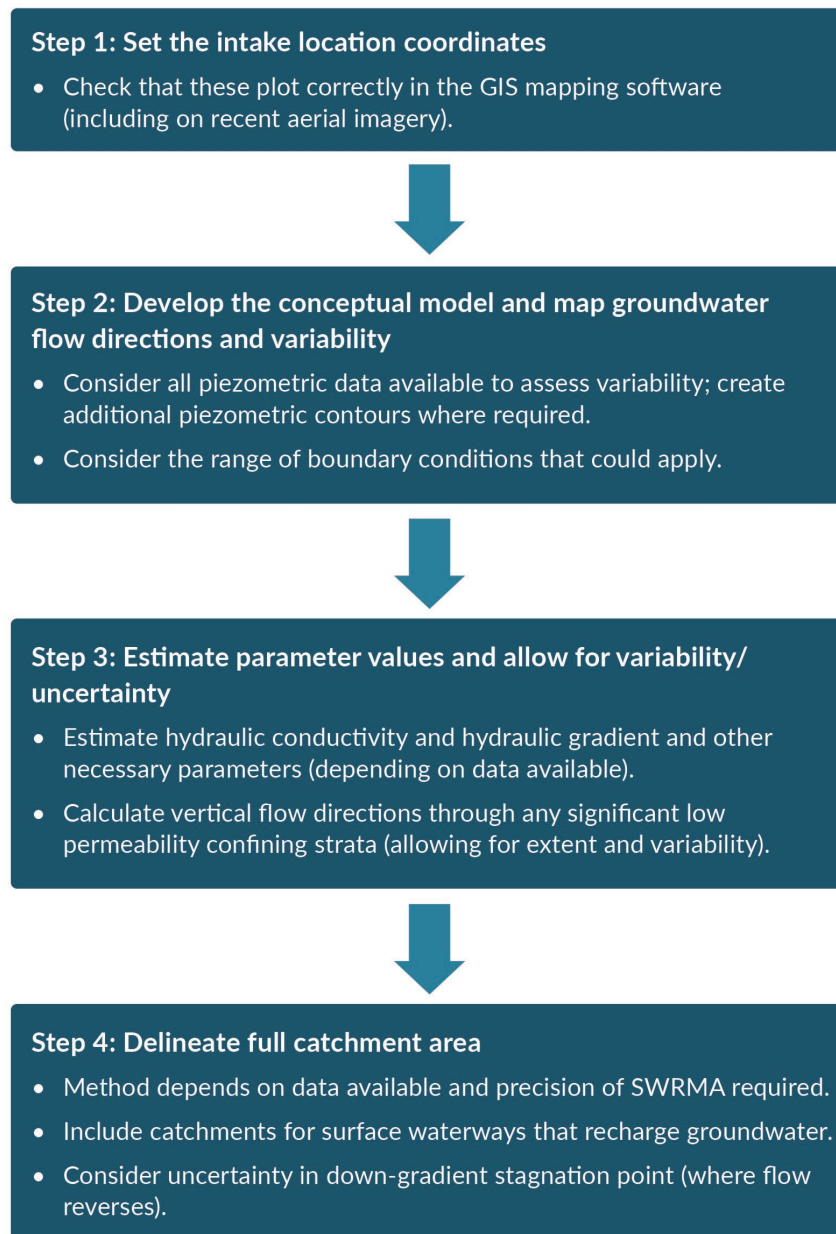 Step 1: Set the intake location coordinates
• Check that these plot correctly in the GIS mapping software
(including on recent aerial imagery).
Step 2: Develop the conceptual model and map groundwater
flow directions and variability
• Consider all piezometric data available to assess variability; create
additional piezometric contours where required.
• Consider the range of boundary conditions that could apply.
Step 3: Estimate parameter values and allow for variability/
uncertainty
• Estimate hydraulic conductivity and hydraulic gradient and other
necessary parameters (depending on data available).
• Calculate vertical flow directions through any significant low
permeability confining strata (allowing for extent and variability).
Step 4: Delineate full catchment area
• Method depends on data available and precision of SWRMA required.
• Include catchments for surface waterways that recharge groundwater.
• Consider uncertainty in down-gradient stagnation point (where flow
reverses).